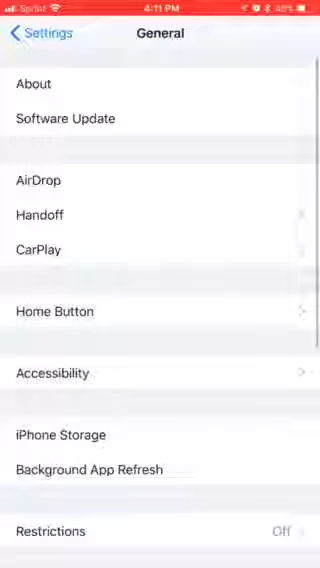 Sprint 4:11 PM 46%
Settings General
About
Software Update
AirDrop
Handoff
CarPlay
Home Button
Accessibility
iPhone Storage
Background App Refresh
Restrictions Off